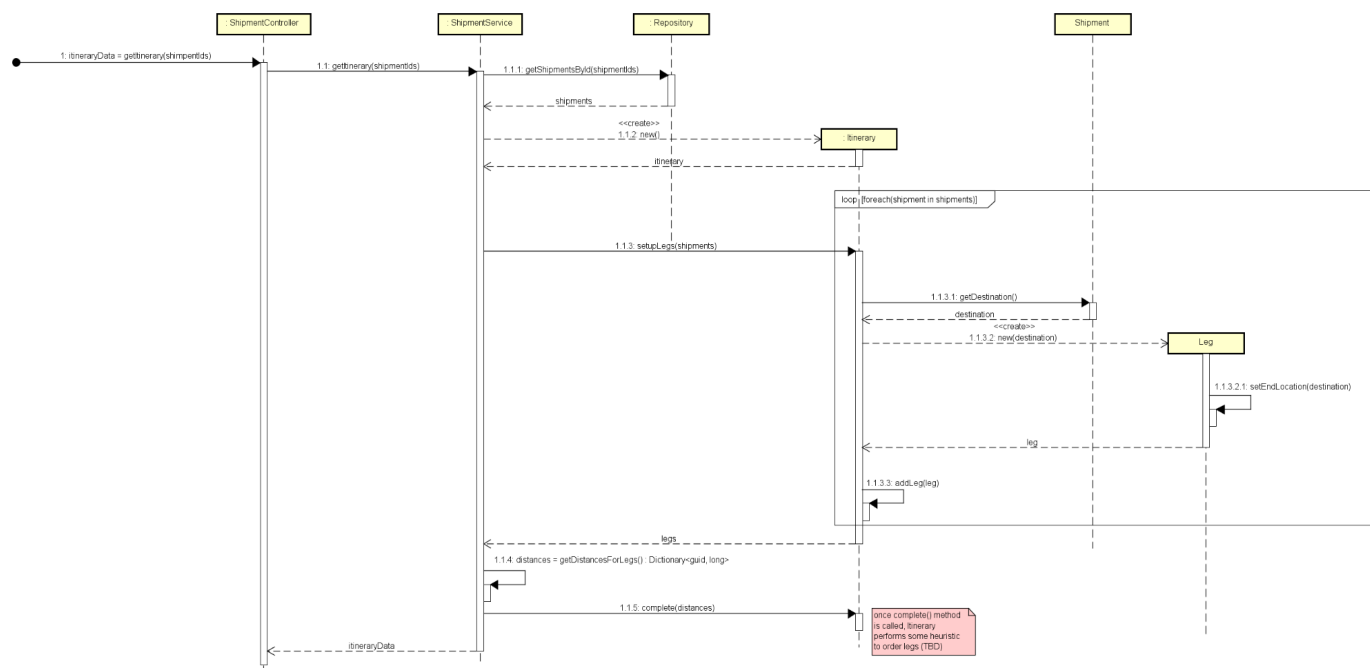 : ShipmentController
: ShipmentService
: Repository
Shipment
1: itineraryData = getItinerary(shimpentIds)
1.1: getItinerary(shipmentIds)
1.1.1: getShipmentsById(shipmentIds)
shipments
<<create>>
1.1.2: new()
: Itinerary
itinerary
loop [foreach(shipment in shipments)]
1.1.3: setupLegs(shipments)
1.1.3.1: getDestination()
destination
<<create>>
1.1.3.2: new(destination)
Leg
1.1.3.2.1: setEndLocation(destination)
leg
1.1.3.3: addLeg(leg)
legs
1.1.4: distances = getDistancesForLegs() : Dictionary<guid, long>
1.1.5: complete(distances)
once complete() method
is called, Itinerary
performs some heuristic
to order legs (TBD)
itineraryData